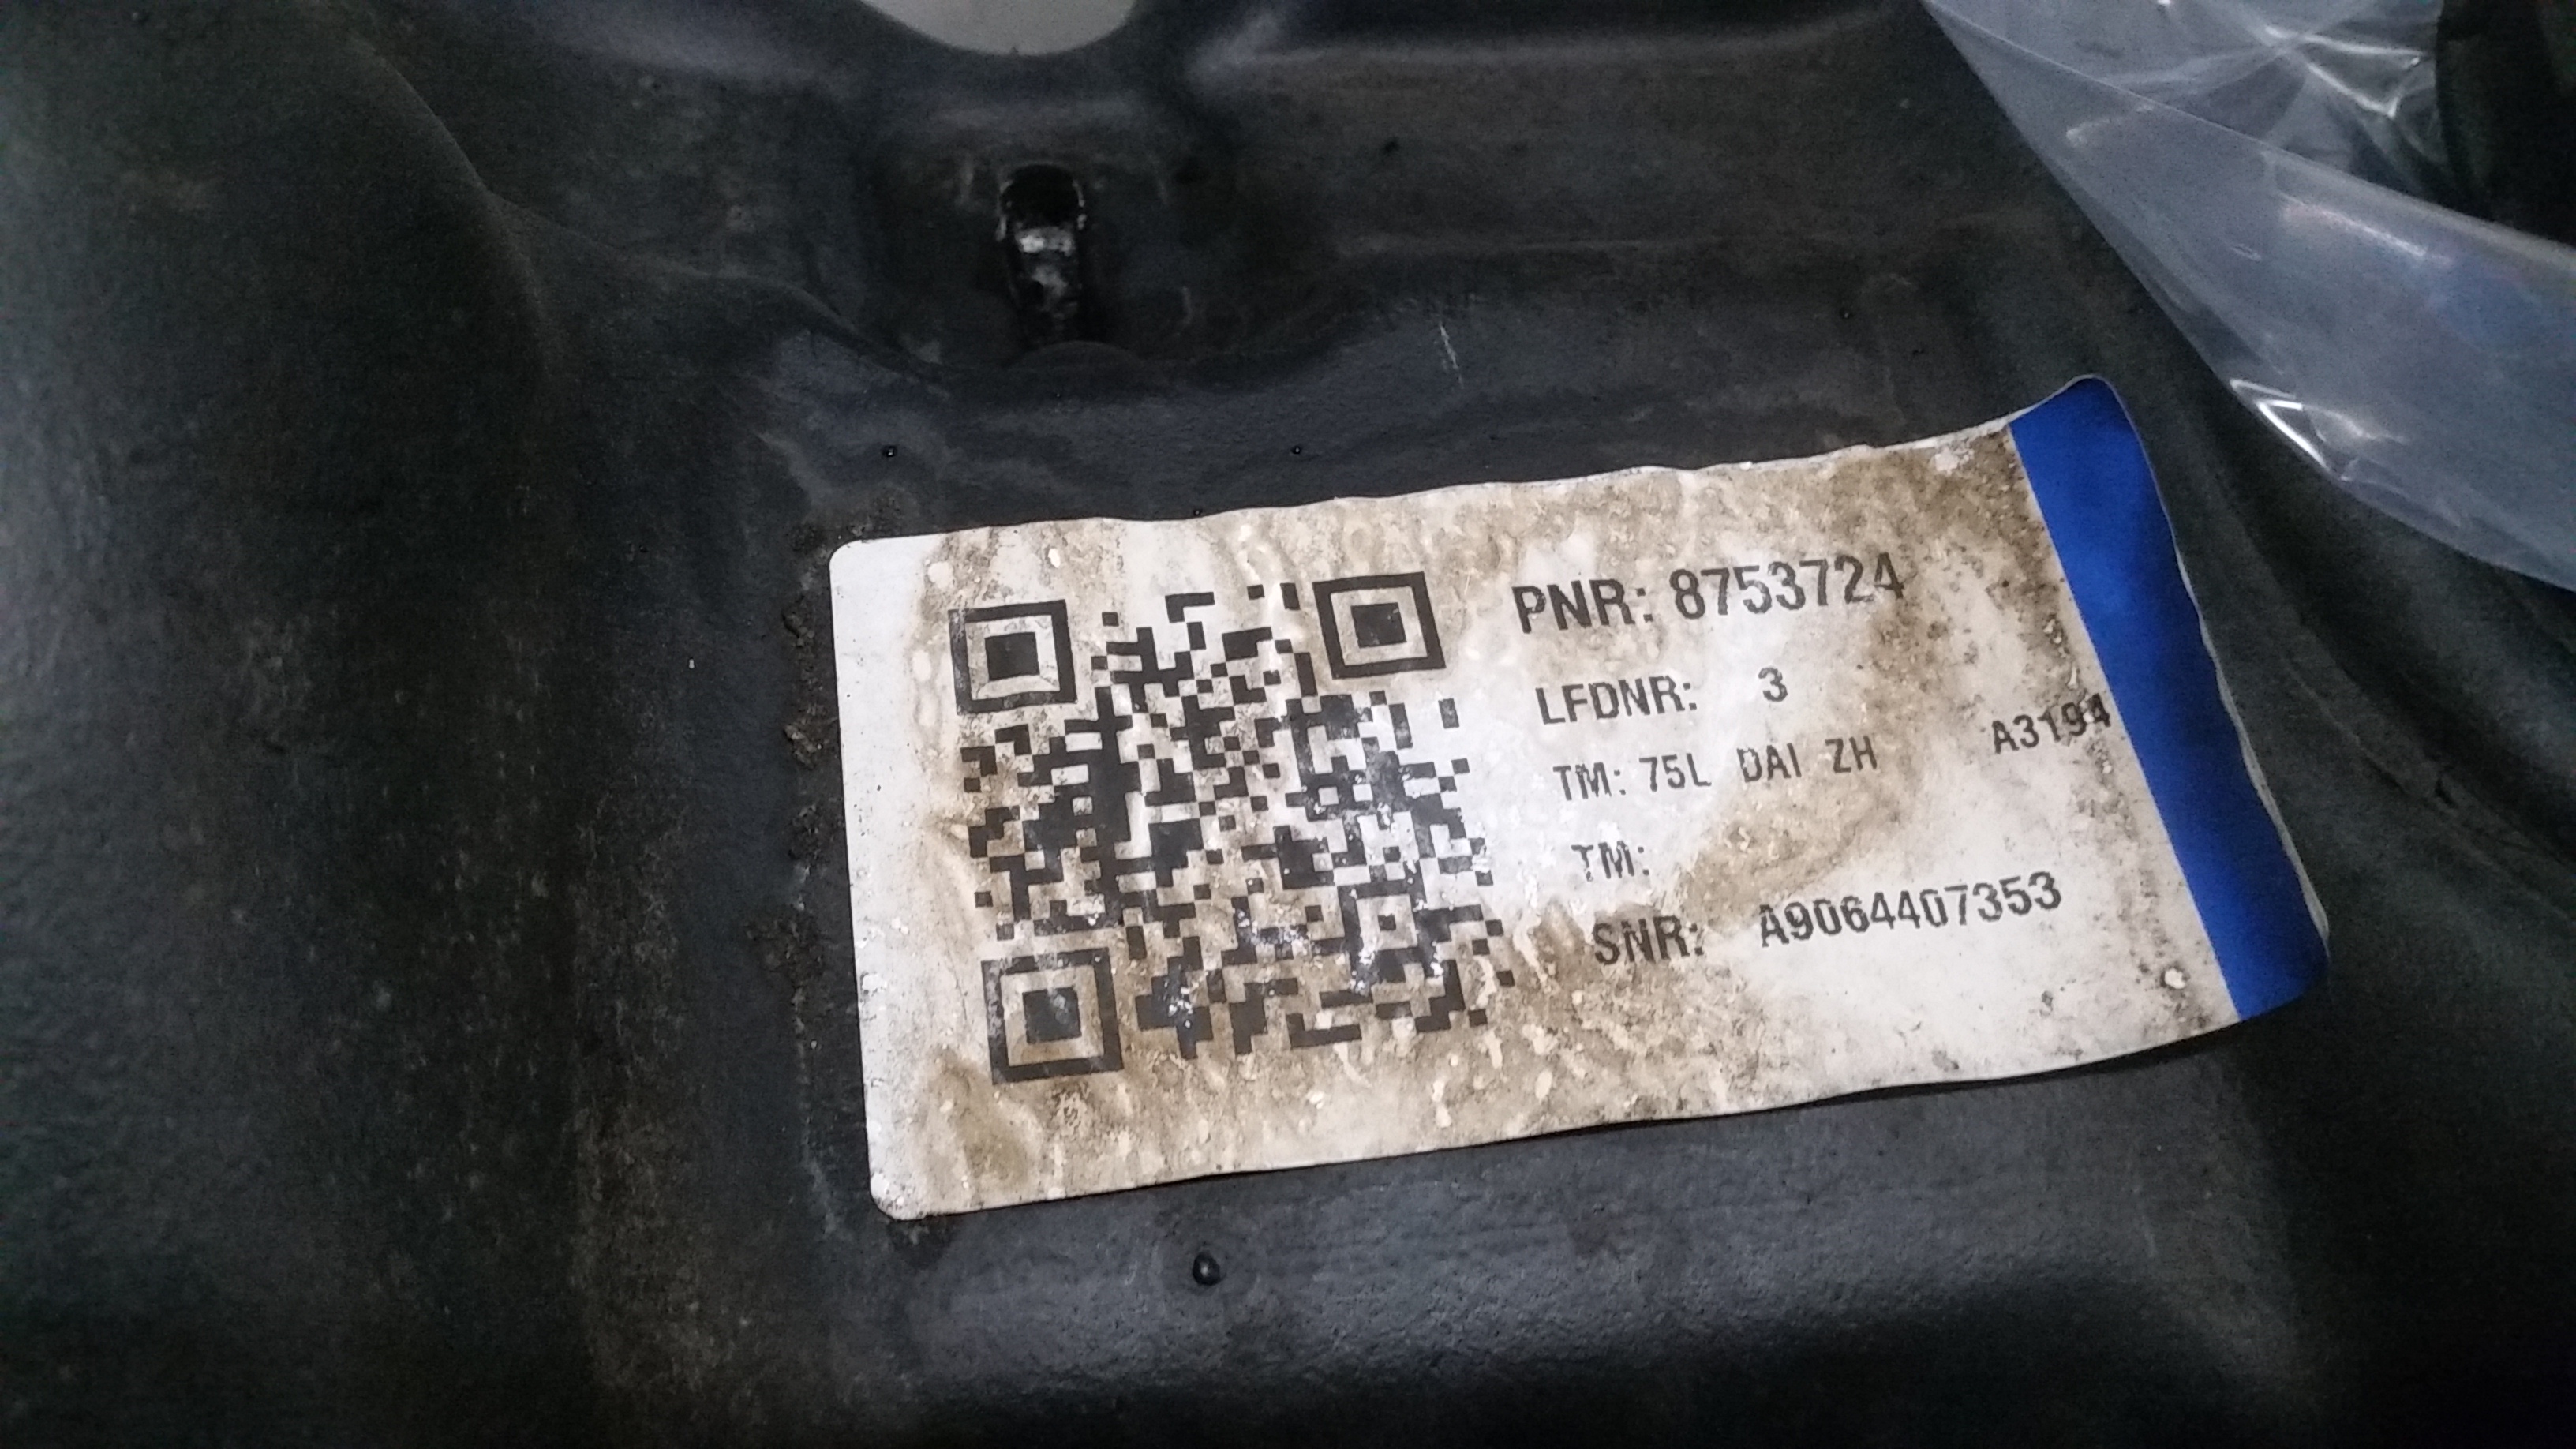 PNR: 8753724
LFDNR: 3
TM: 75L DAI ZH A3194
TM:
SNR: A9064407353